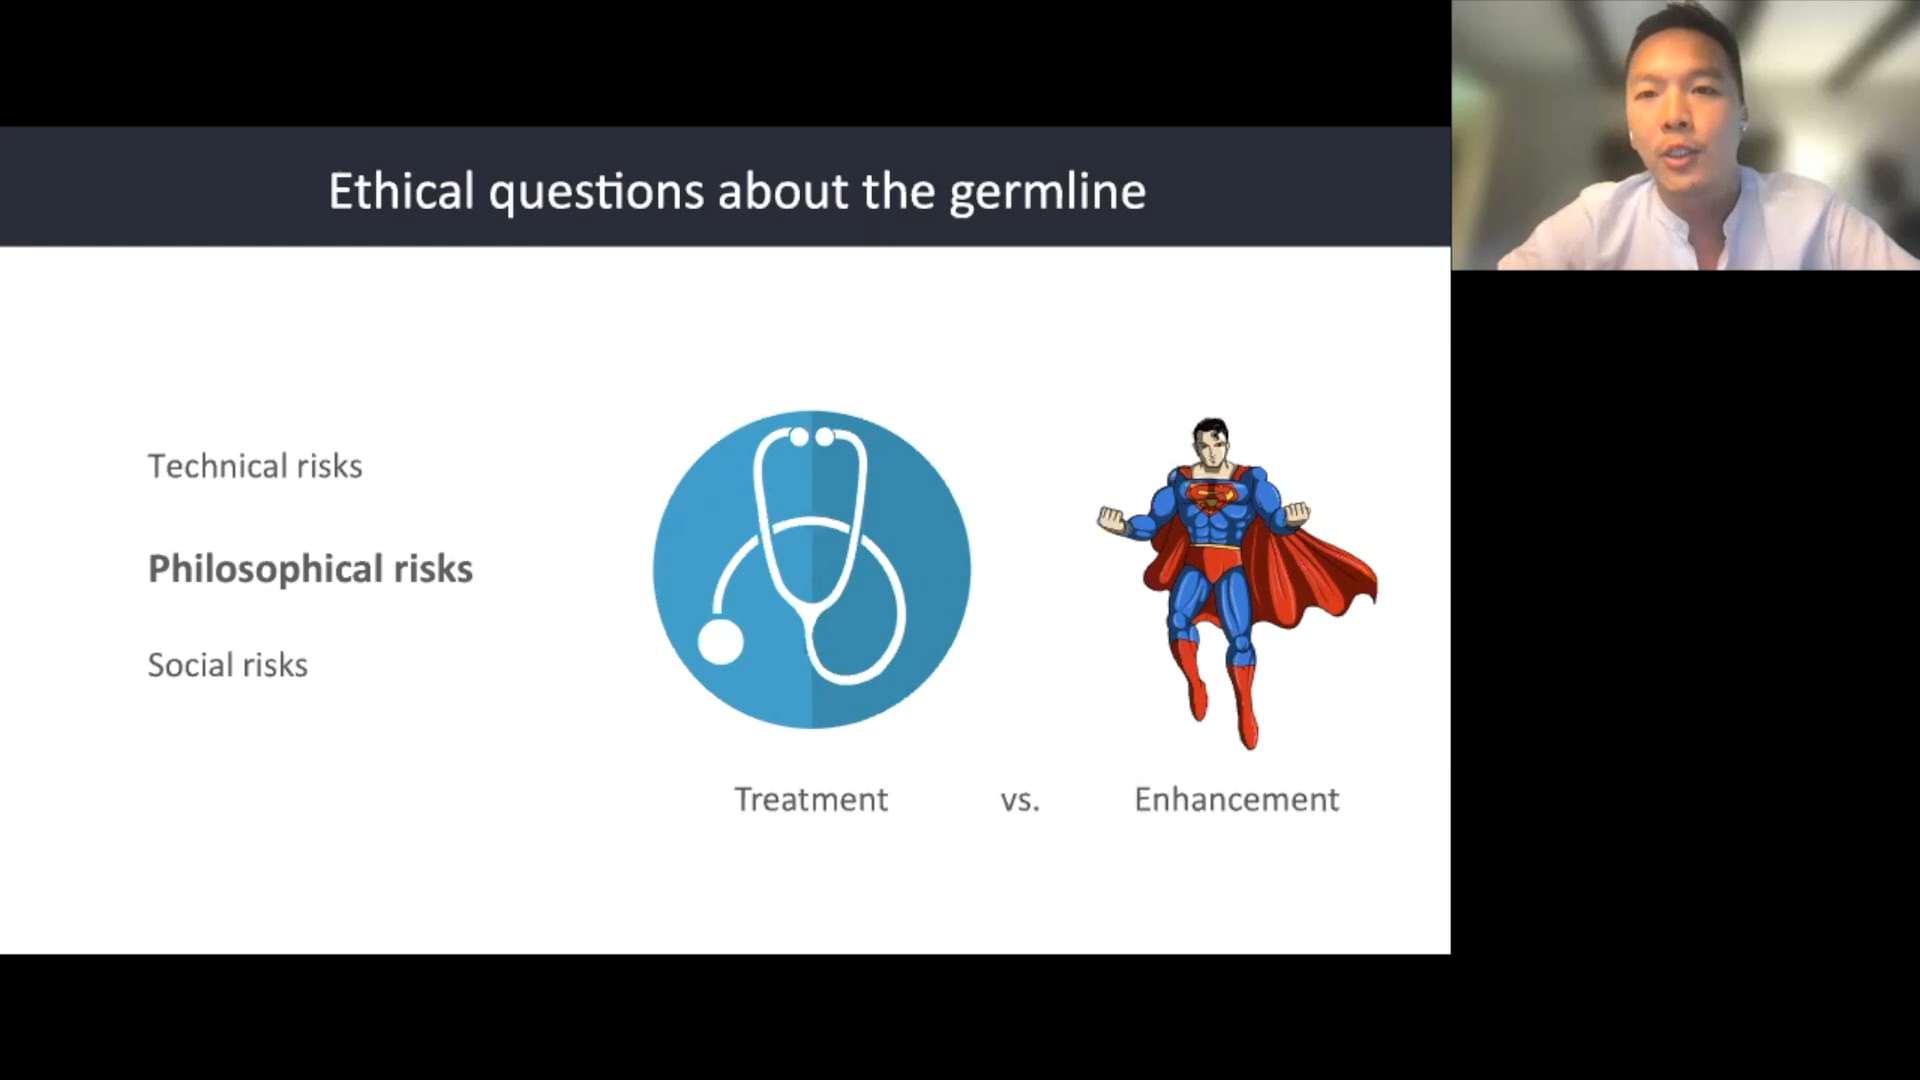 Ethical questions about the germline
Technical risks
Philosophical risks
Social risks
Treatment vs. Enhancement